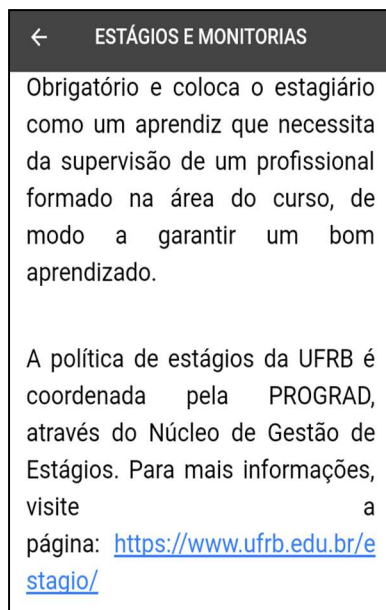 ← ESTÁGIOS E MONITORIAS
Obrigatório e coloca o estagiário
como um aprendiz que necessita
da supervisão de um profissional
formado na área do curso, de
modo a garantir um bom
aprendizado.
A política de estágios da UFRB é
coordenada pela PROGRAD,
através do Núcleo de Gestão de
Estágios. Para mais informações,
visite a
página: https://www.ufrb.edu.br/e
stagio/